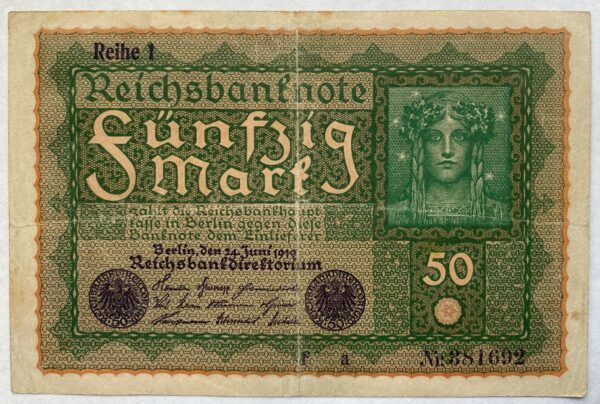 Reihe 1
Reichsbanknote
Fünfzig
Mark
zahlt die Reichsbankhaupt
kasse in Berlin gegen diese
Banknote dem Einlieferer
Berlin, den 24. Juni 1919
Reichsbankdirektorium
50
F a
Nr. 881692